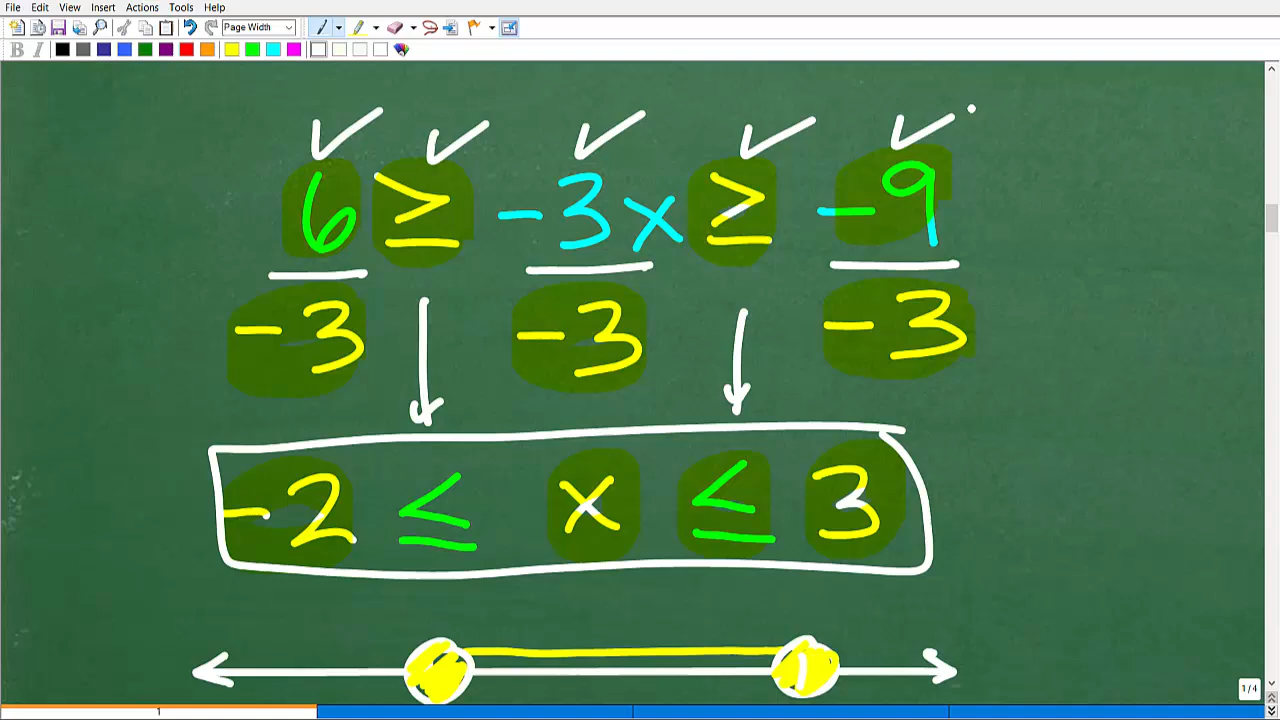 File Edit View Insert Actions Tools Help
Page Width
B I
6 ≥ -3x ≥ -9
-3 -3 -3
-2 ≤ x ≤ 3
1/4
1